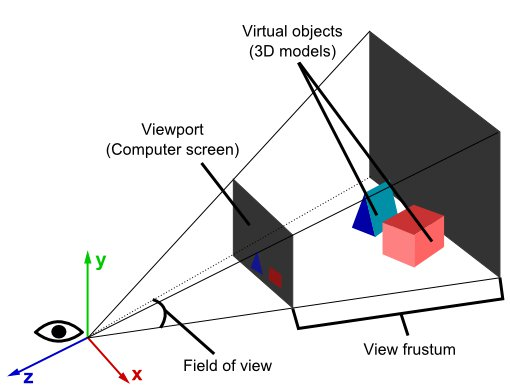 Virtual objects
(3D models)
Viewport
(Computer screen)
y
z
x
Field of view
View frustum